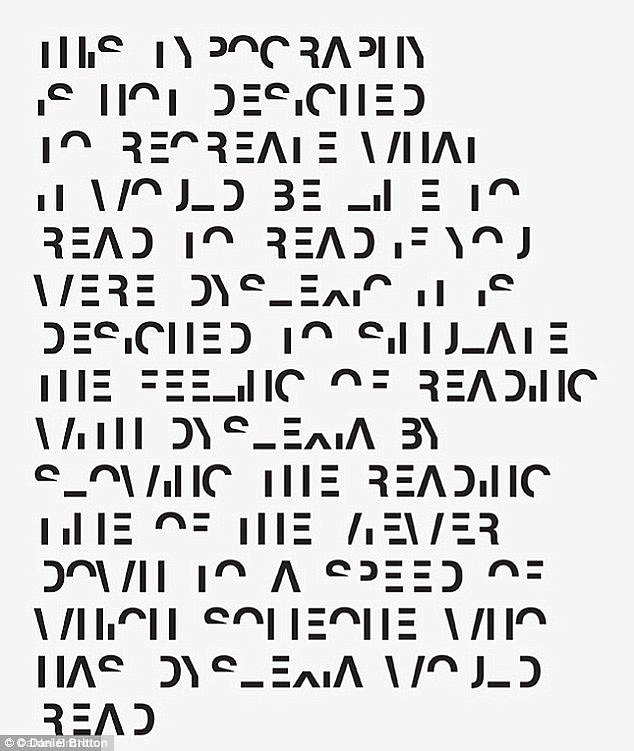 THIS TYPOGRAPHY
IS NOT DESIGNED
TO RECREATE WHAT
IT WOULD BE LIKE TO
READ TO READ IF YOU
WERE DYSLEXIC IT IS
DESIGNED TO SIMULATE
THE FEELING OF READING
WITH DYSLEXIA BY
SLOWING THE READING
TIME OF THE VIEWER
DOWN TO A SPEED OF
WHICH SOMEONE WHO
HAS DYSLEXIA WOULD
READ
© Daniel Britton